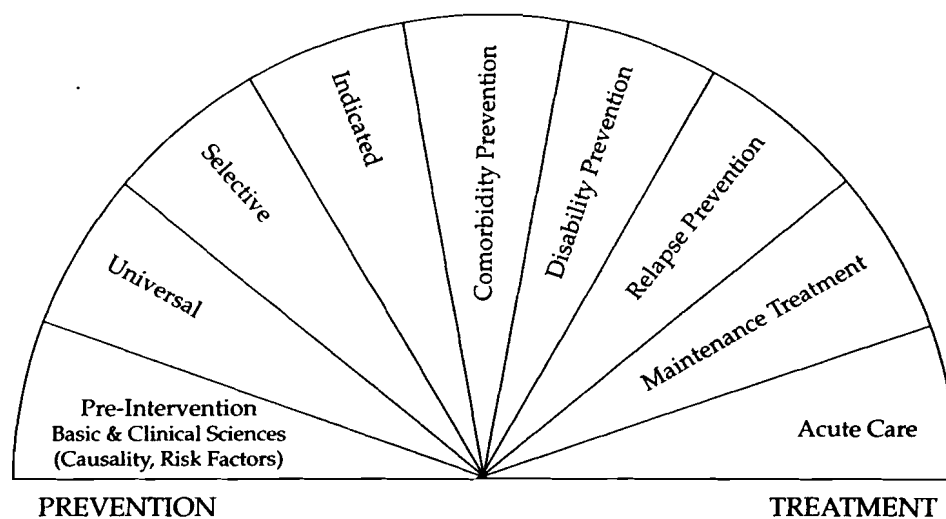 Pre-Intervention
Basic & Clinical Sciences
(Causality, Risk Factors)
Universal
Selective
Indicated
Comorbidity Prevention
Disability Prevention
Relapse Prevention
Maintenance Treatment
Acute Care
PREVENTION
TREATMENT